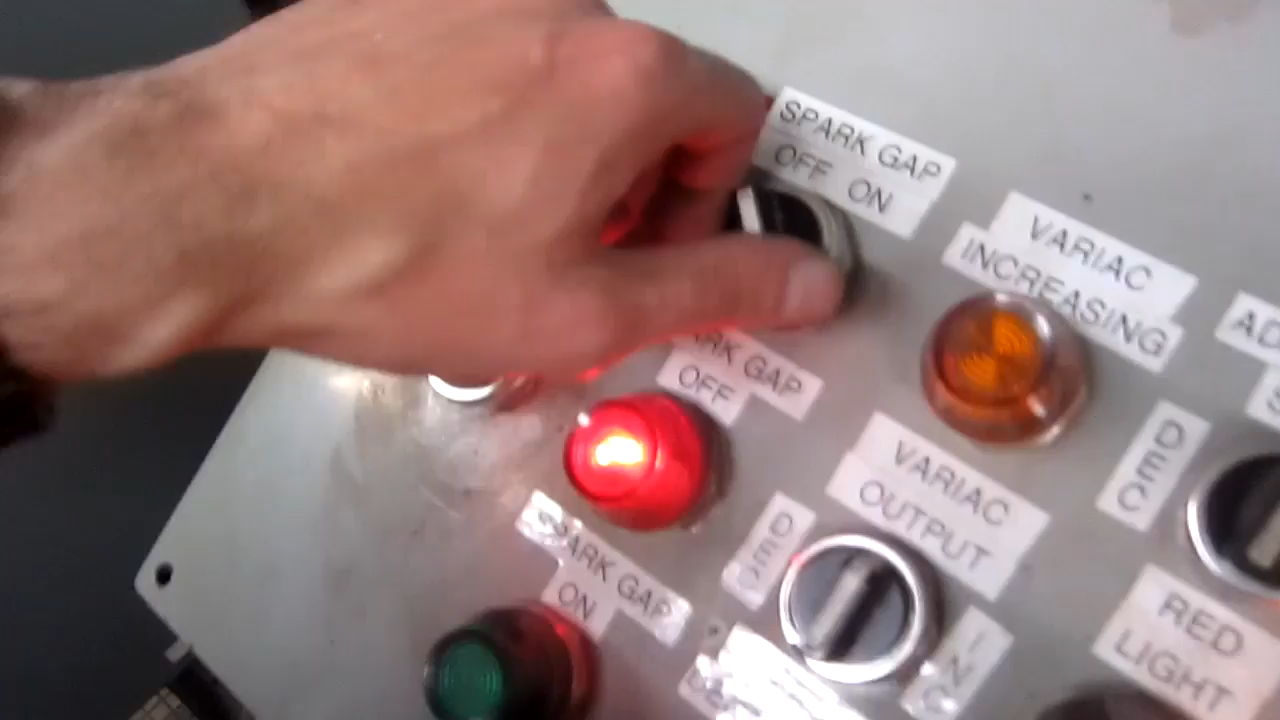 SPARK GAP
OFF ON
VARIAC
INCREASING
GAP
OFF
VARIAC
OUTPUT
DEC
DEC
SPARK GAP
ON
INC
RED
LIGHT